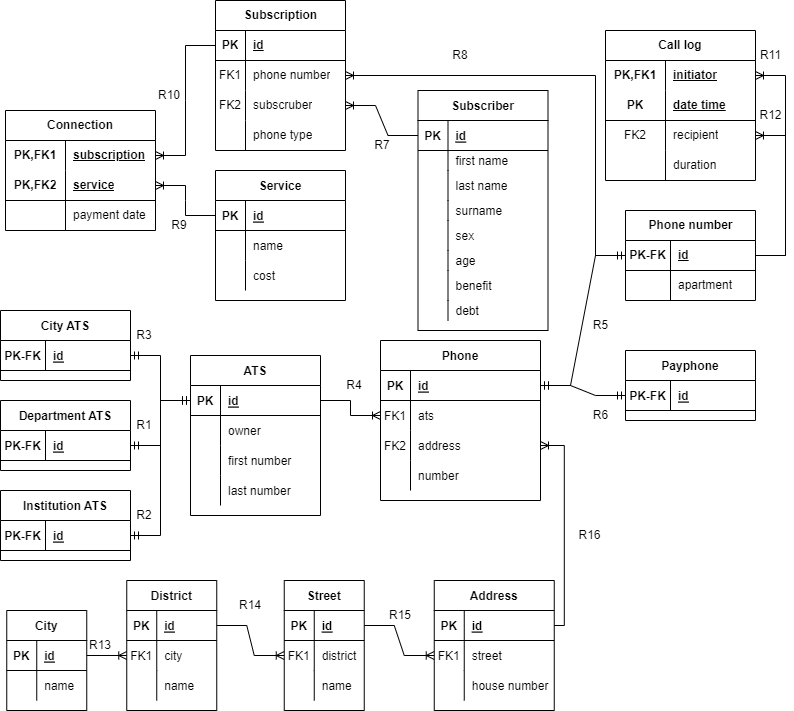 Subscription
PK id
FK1 phone number
FK2 subscruber
phone type
R8
R10
R7
Call log
PK,FK1 initiator
PK date time
FK2 recipient
duration
R11
R12
Connection
PK,FK1 subscription
PK,FK2 service
payment date
R9
Subscriber
PK id
first name
last name
surname
sex
age
benefit
debt
Service
PK id
name
cost
Phone number
PK-FK id
apartment
City ATS
PK-FK id
R3
Department ATS
PK-FK id
R1
Institution ATS
PK-FK id
R2
ATS
PK id
owner
first number
last number
R4
Phone
PK id
FK1 ats
FK2 address
number
R5
R6
Payphone
PK-FK id
R16
City
PK id
name
R13
District
PK id
FK1 city
name
R14
Street
PK id
FK1 district
name
R15
Address
PK id
FK1 street
house number